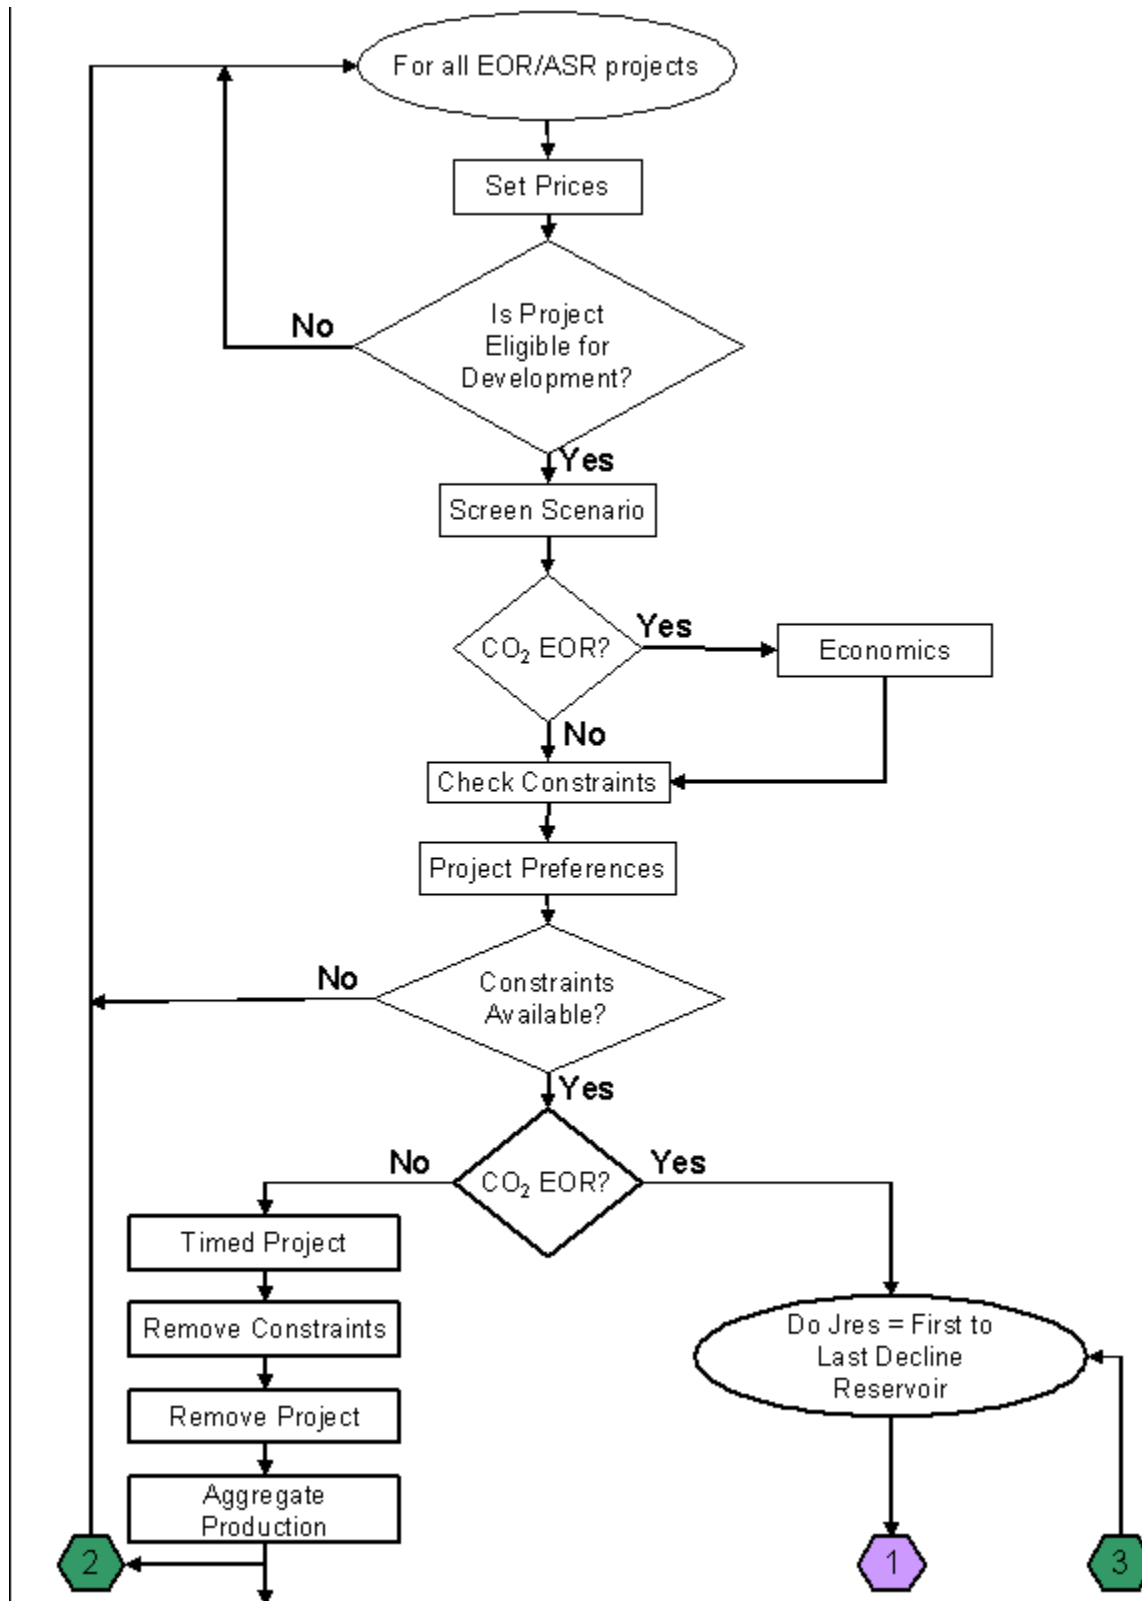 For all EOR/ASR projects
Set Prices
Is Project
Eligible for
Development?
No
Yes
Screen Scenario
CO₂ EOR?
Yes
Economics
No
Check Constraints
Project Preferences
Constraints
Available?
No
Yes
CO₂ EOR?
No
Yes
Timed Project
Remove Constraints
Remove Project
Aggregate
Production
Do Jres = First to
Last Decline
Reservoir
2
1
3